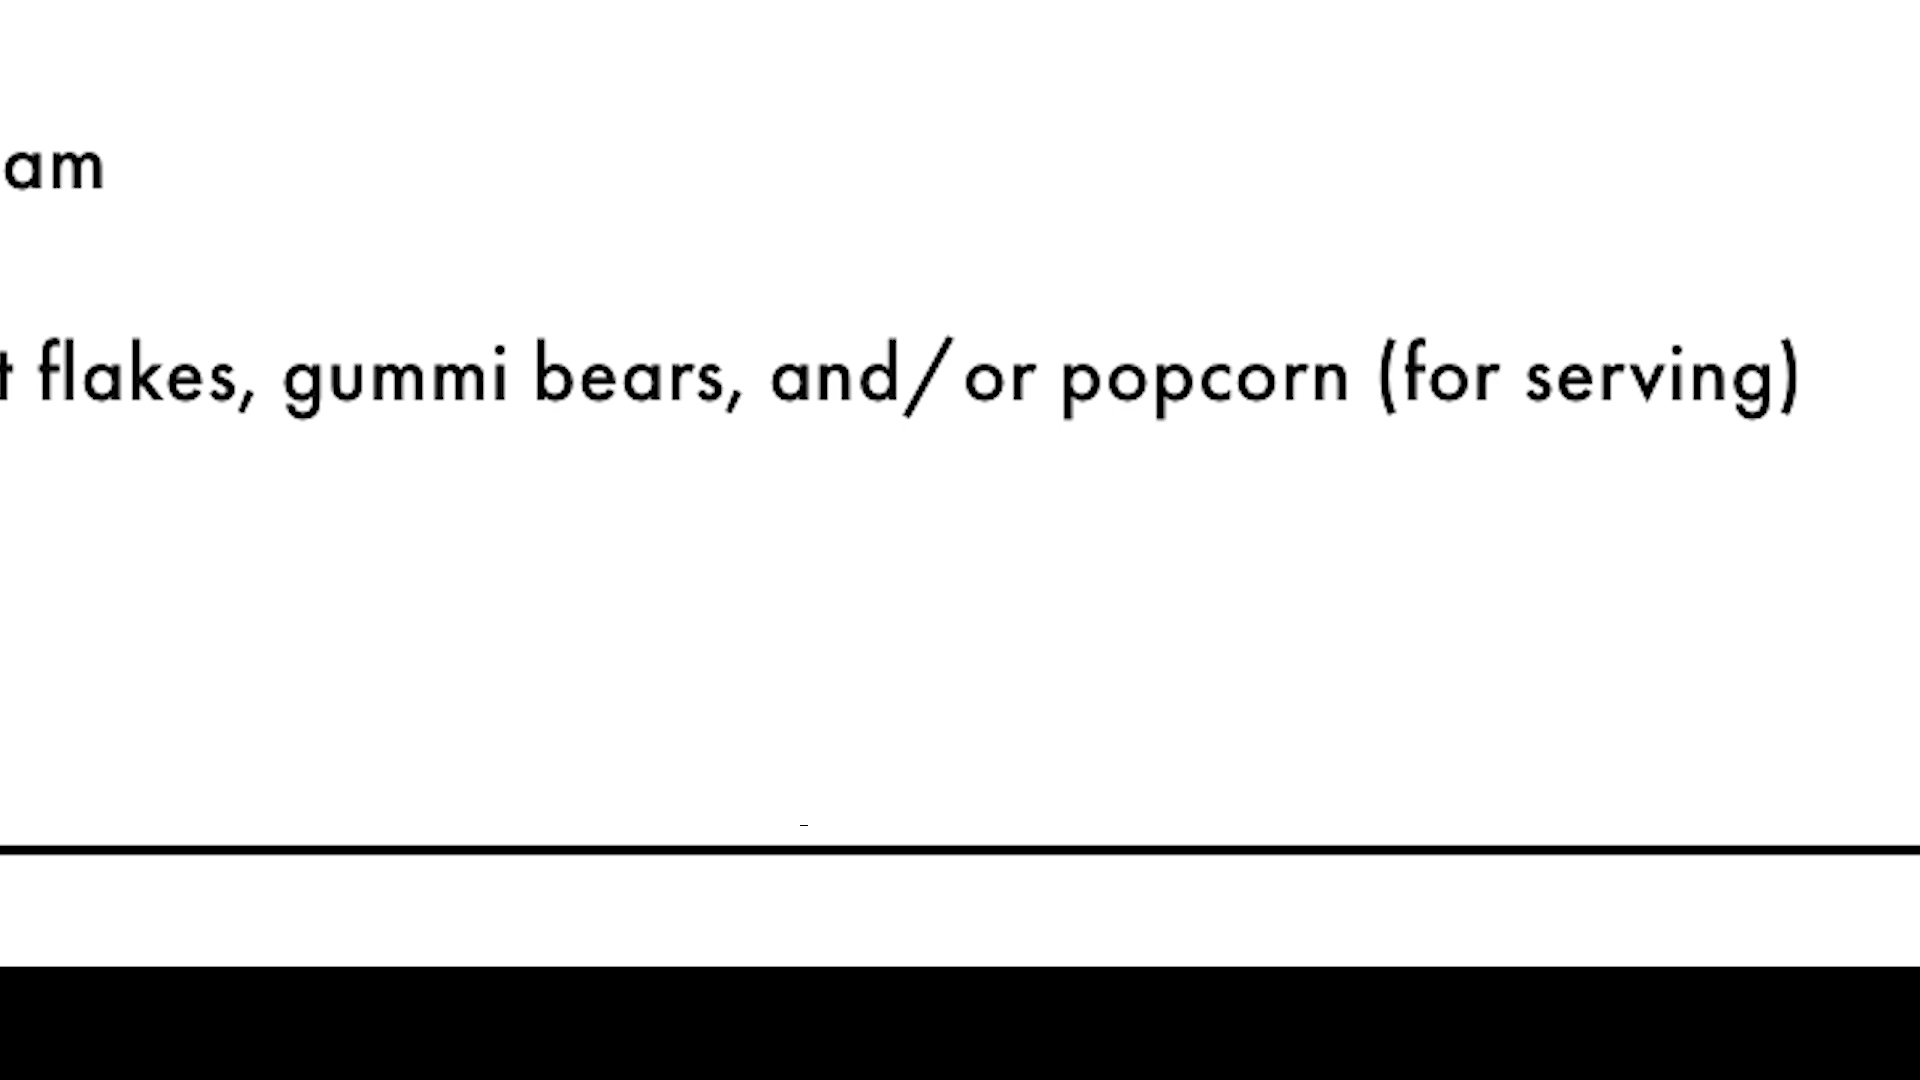 am
t flakes, gummi bears, and/or popcorn (for serving)